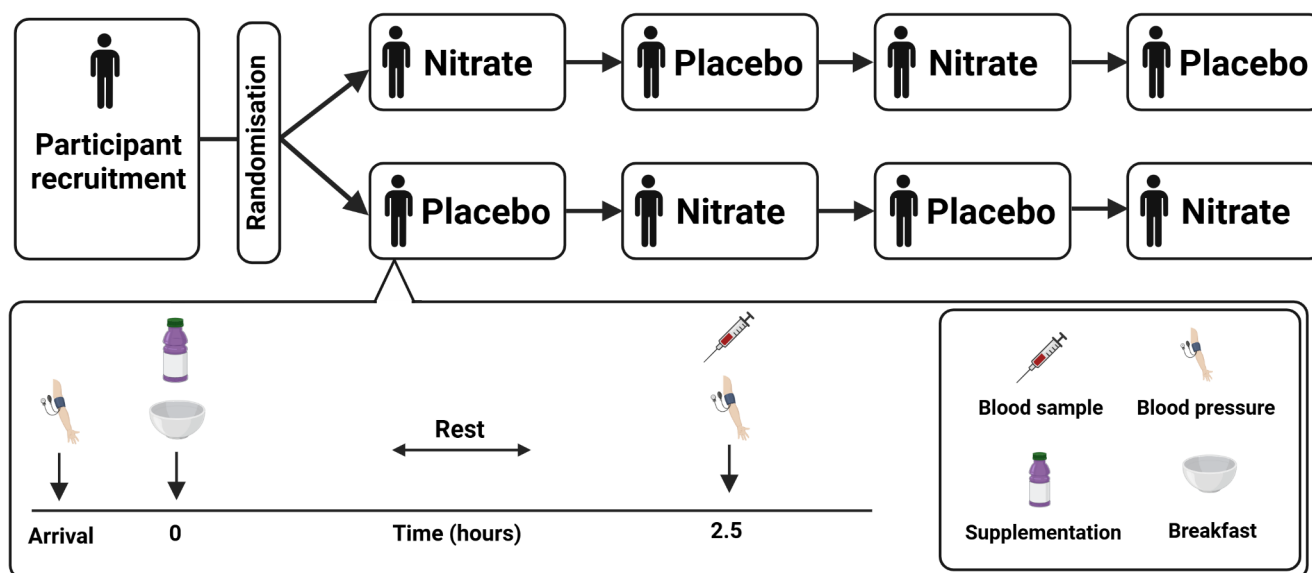 Participant
recruitment
Randomisation
Nitrate
Placebo
Nitrate
Placebo
Placebo
Nitrate
Placebo
Nitrate
Rest
Arrival
0
Time (hours)
2.5
Blood sample
Blood pressure
Supplementation
Breakfast